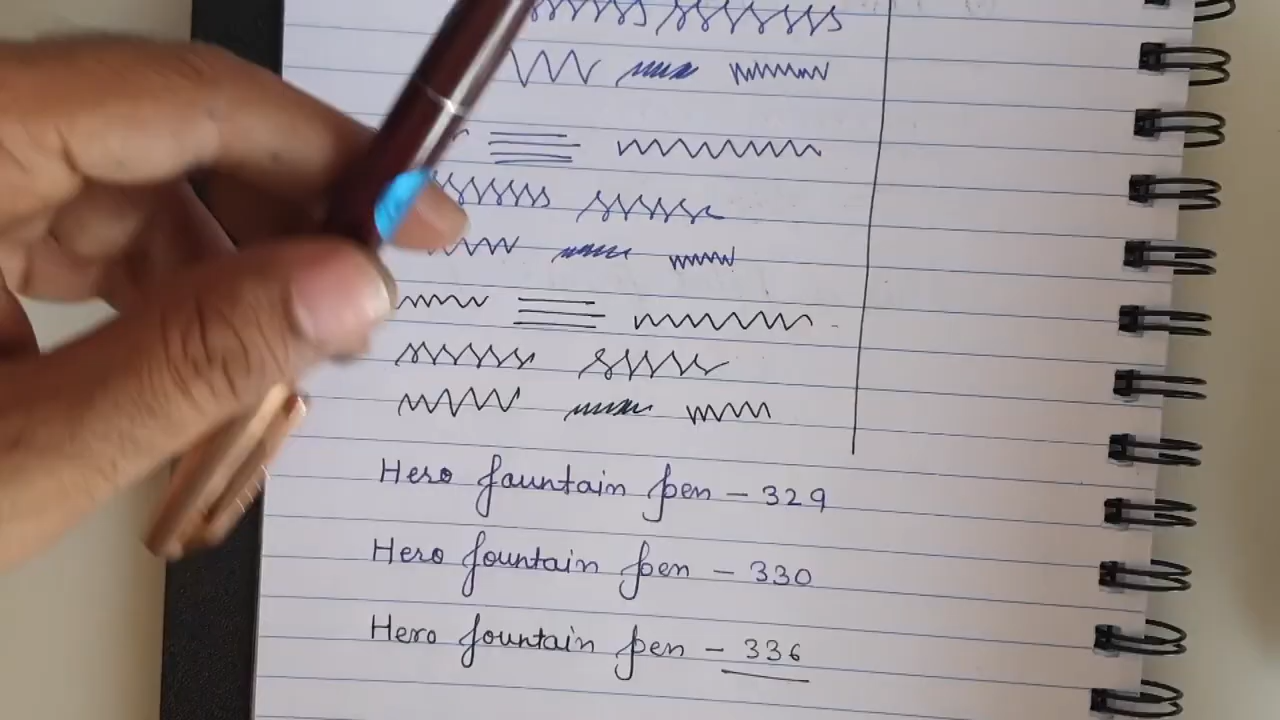 Hero fountain pen - 329
Hero fountain pen - 330
Hero fountain pen - 336